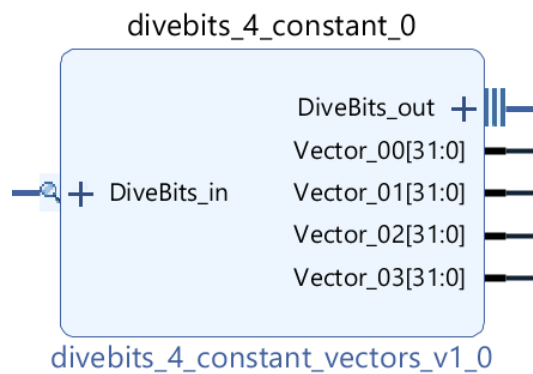 divebits_4_constant_0
DiveBits_out
Vector_00[31:0]
Vector_01[31:0]
DiveBits_in
Vector_02[31:0]
Vector_03[31:0]
divebits_4_constant_vectors_v1_0